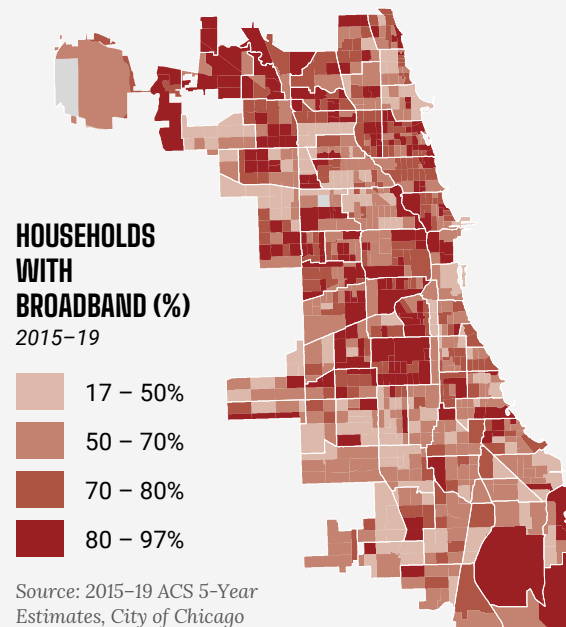 HOUSEHOLDS
WITH
BROADBAND (%)
2015–19
17 – 50%
50 – 70%
70 – 80%
80 – 97%
Source: 2015–19 ACS 5-Year
Estimates, City of Chicago